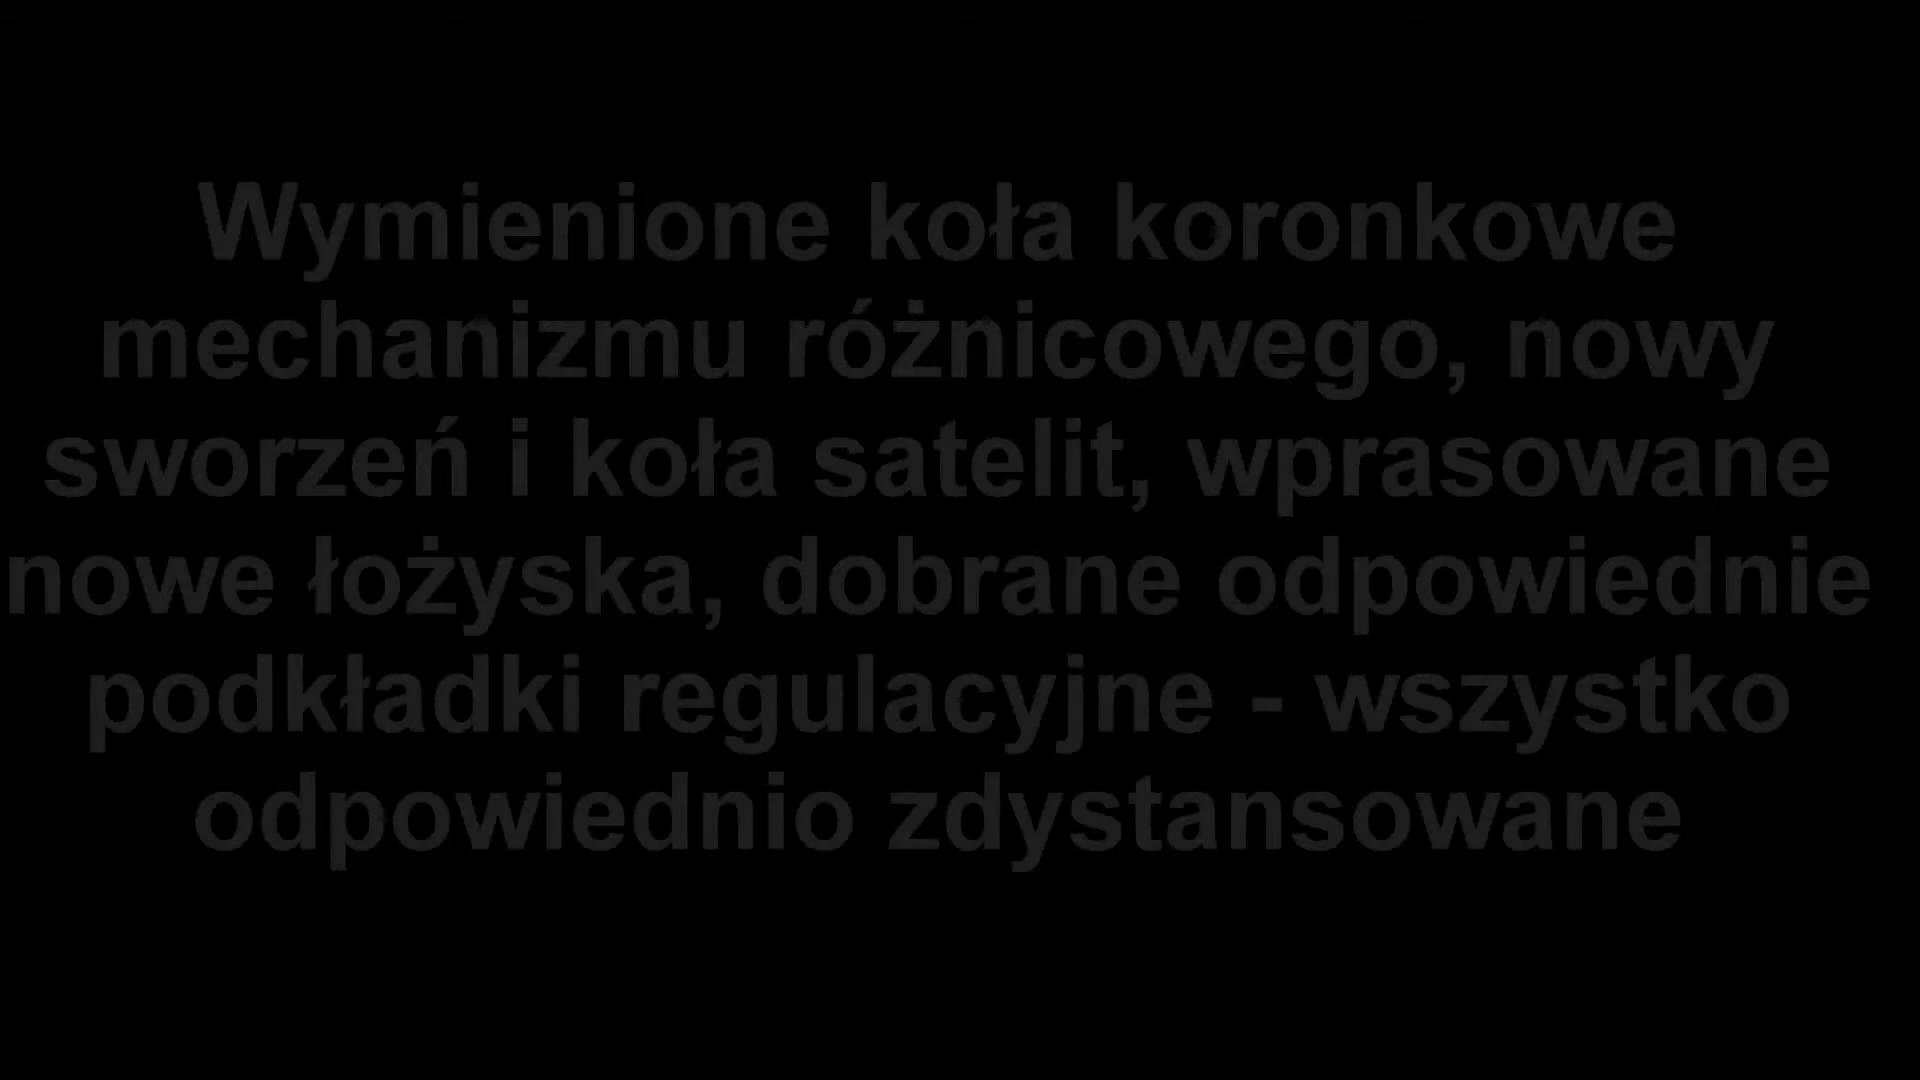 Wymienione koła koronkowe
mechanizmu różnicowego, nowy
sworzeń i koła satelit, wprasowane
nowe łożyska, dobrane odpowiednie
podkładki regulacyjne - wszystko
odpowiednio zdystansowane